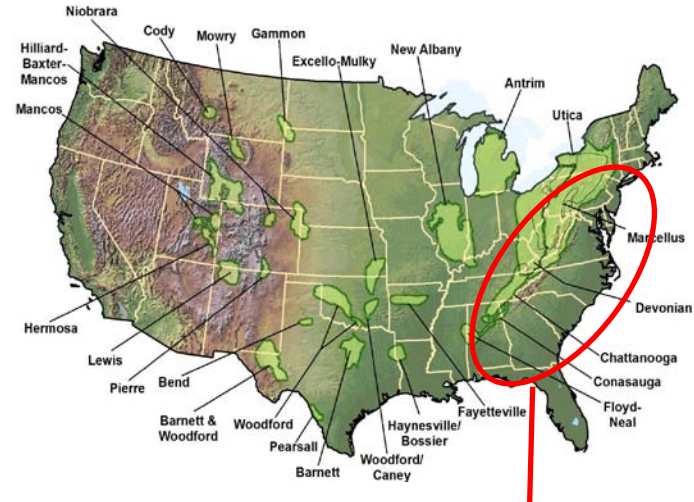 Niobrara
Cody
Mowry
Gammon
Hilliard-
Baxter-
Mancos
Excello-Mulky
New Albany
Antrim
Mancos
Utica
Marcellus
Devonian
Hermosa
Chattanooga
Lewis
Conasauga
Pierre
Bend
Floyd-
Neal
Barnett &
Woodford
Woodford
Fayetteville
Haynesville/
Bossier
Pearsall
Woodford/
Caney
Barnett